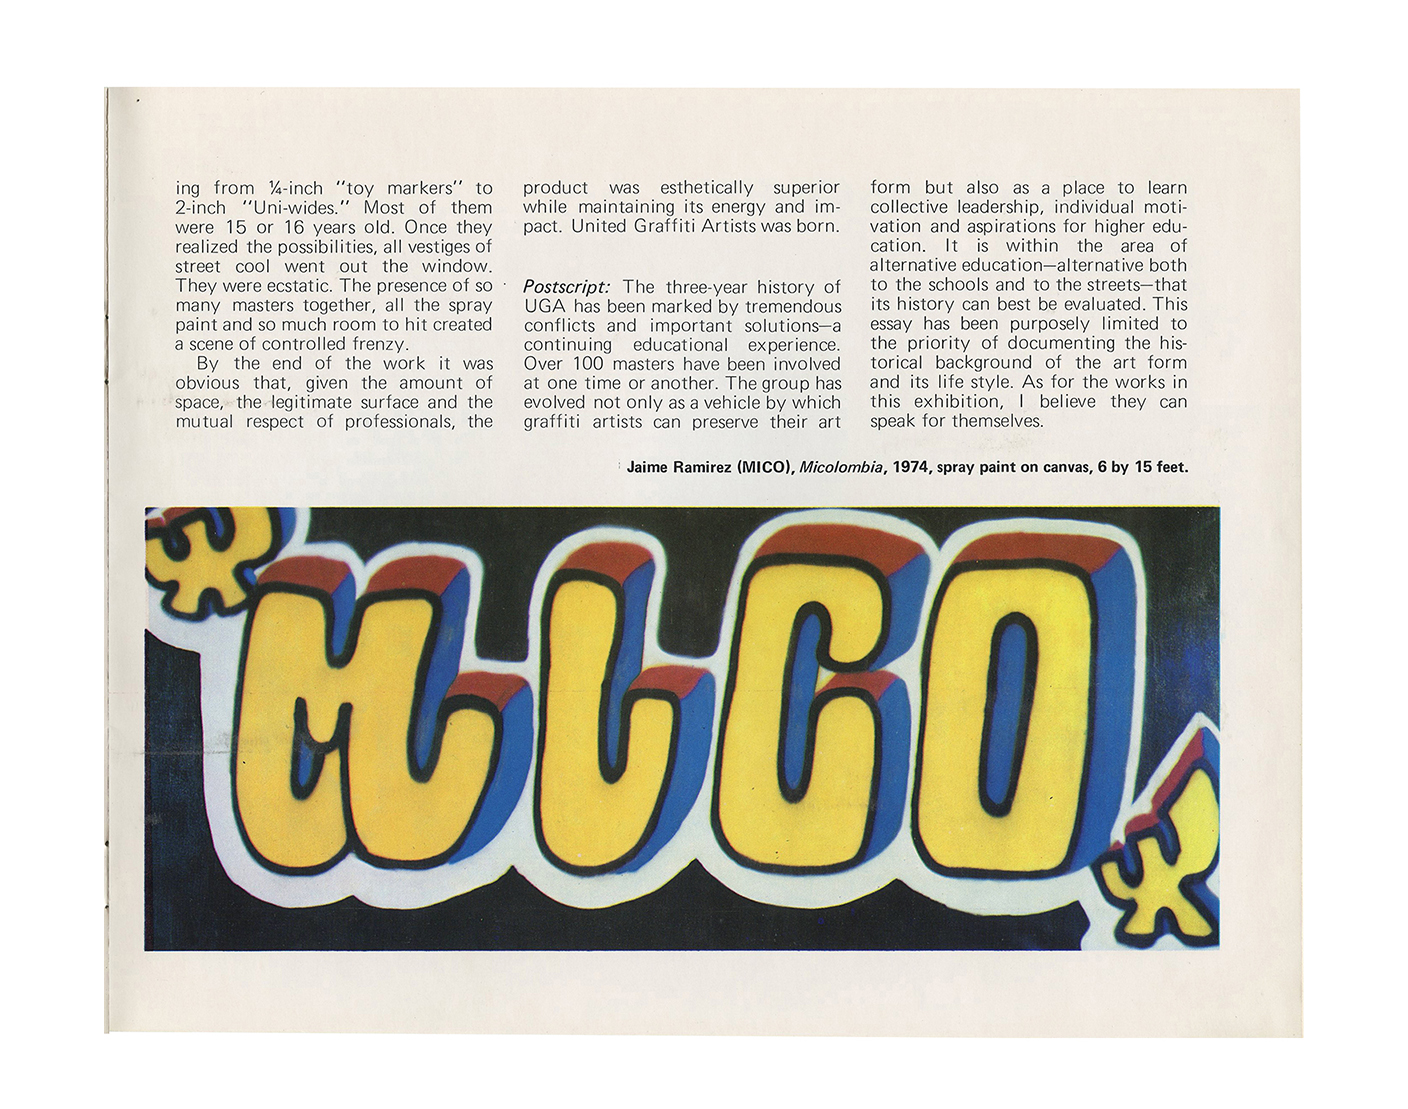 ing from ¼-inch "toy markers" to
2-inch "Uni-wides." Most of them
were 15 or 16 years old. Once they
realized the possibilities, all vestiges of
street cool went out the window.
They were ecstatic. The presence of so
many masters together, all the spray
paint and so much room to hit created
a scene of controlled frenzy.
By the end of the work it was
obvious that, given the amount of
space, the legitimate surface and the
mutual respect of professionals, the
product was esthetically superior
while maintaining its energy and im-
pact. United Graffiti Artists was born.
Postscript: The three-year history of
UGA has been marked by tremendous
conflicts and important solutions—a
continuing educational experience.
Over 100 masters have been involved
at one time or another. The group has
evolved not only as a vehicle by which
graffiti artists can preserve their art
form but also as a place to learn
collective leadership, individual moti-
vation and aspirations for higher edu-
cation. It is within the area of
alternative education—alternative both
to the schools and to the streets—that
its history can best be evaluated. This
essay has been purposely limited to
the priority of documenting the his-
torical background of the art form
and its life style. As for the works in
this exhibition, I believe they can
speak for themselves.
Jaime Ramirez (MICO), Micolombia, 1974, spray paint on canvas, 6 by 15 feet.
MICO